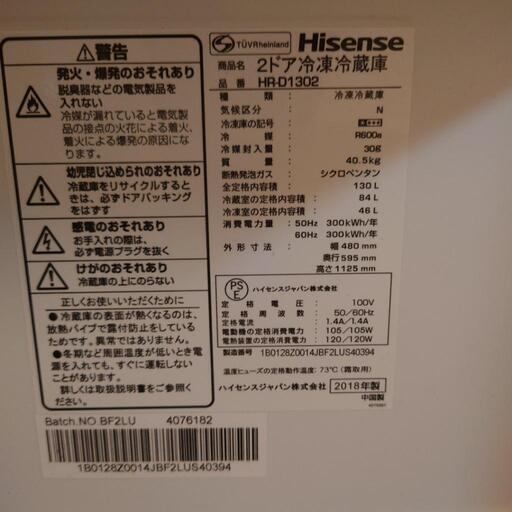 警告
発火・爆発のおそれあり
脱臭器などの電気製品を
入れない
冷媒が漏れていると電気製
品の接点の火花による着火、
着火による爆発の原因にな
ります。
幼児閉じ込められのおそれあり
冷蔵庫をリサイクルすると
きは、必ずドアパッキング
をはずす
感電のおそれあり
お手入れの際は、
必ず電源プラグを抜く
けがのおそれあり
冷蔵庫の上にのらない
正しくお使いいただくために
●冷蔵庫の表面が熱くなるのは、
放熱パイプで露付防止をしている
ためです。異常ではありません。
●冬期など周囲温度が低いとき電
源を入れても、すぐに運転しない
ことがあります。
詳しくは取扱説明書をご参照くだ
さい。
Batch.NO BF2LU 4076182
1B0128Z0014JBF2LUS40394
TÜVRheinland Hisense
商品名 2ドア冷凍冷蔵庫
品番 HR-D1302
種類: 冷凍冷蔵庫
気候区分: N
冷凍庫の記号:
冷媒: R600a
冷媒封入量: 30g
質量: 40.5kg
断熱発泡ガス: シクロペンタン
全定格内容積: 130 L
冷蔵室の定格内容積: 84 L
冷凍室の定格内容積: 46 L
消費電力量: 50Hz 300kWh/年
60Hz 300kWh/年
外形寸法: 幅 480 mm
奥行 595 mm
高さ 1125 mm
PS
E
ハイセンスジャパン株式会社
定格電圧: 100V
定格周波数: 50/60Hz
定格電流: 1.4A/1.4A
電動機の定格消費電力: 105/105W
電熱装置の定格消費電力: 120/120W
製造番号: 1B0128Z0014JBF2LUS40394
温度ヒューズの定格動作温度: 73℃ (霜取用)
ハイセンスジャパン株式会社 2018年製
中国製